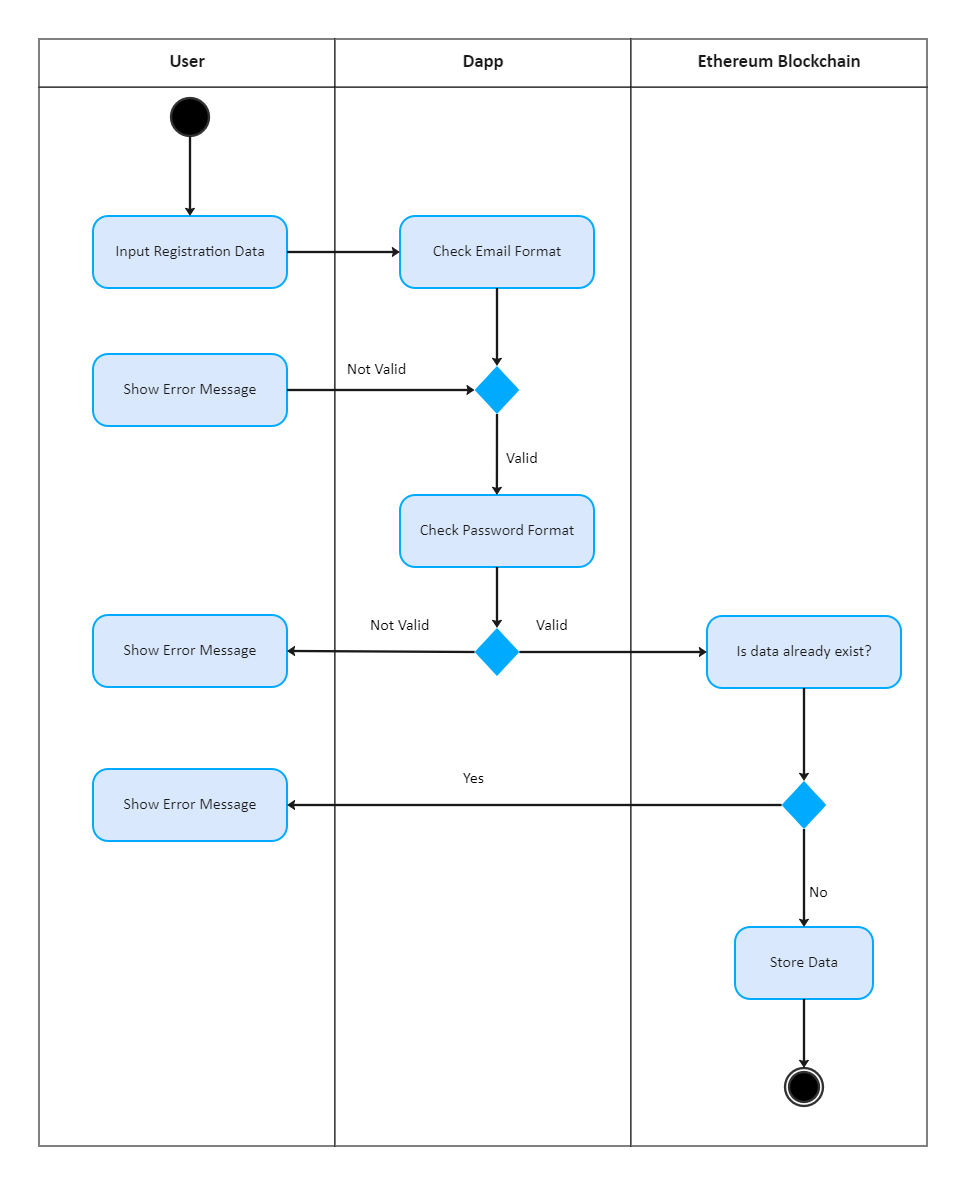 User
Dapp
Ethereum Blockchain
Input Registration Data
Check Email Format
Show Error Message
Not Valid
Valid
Check Password Format
Show Error Message
Not Valid
Valid
Is data already exist?
Show Error Message
Yes
No
Store Data